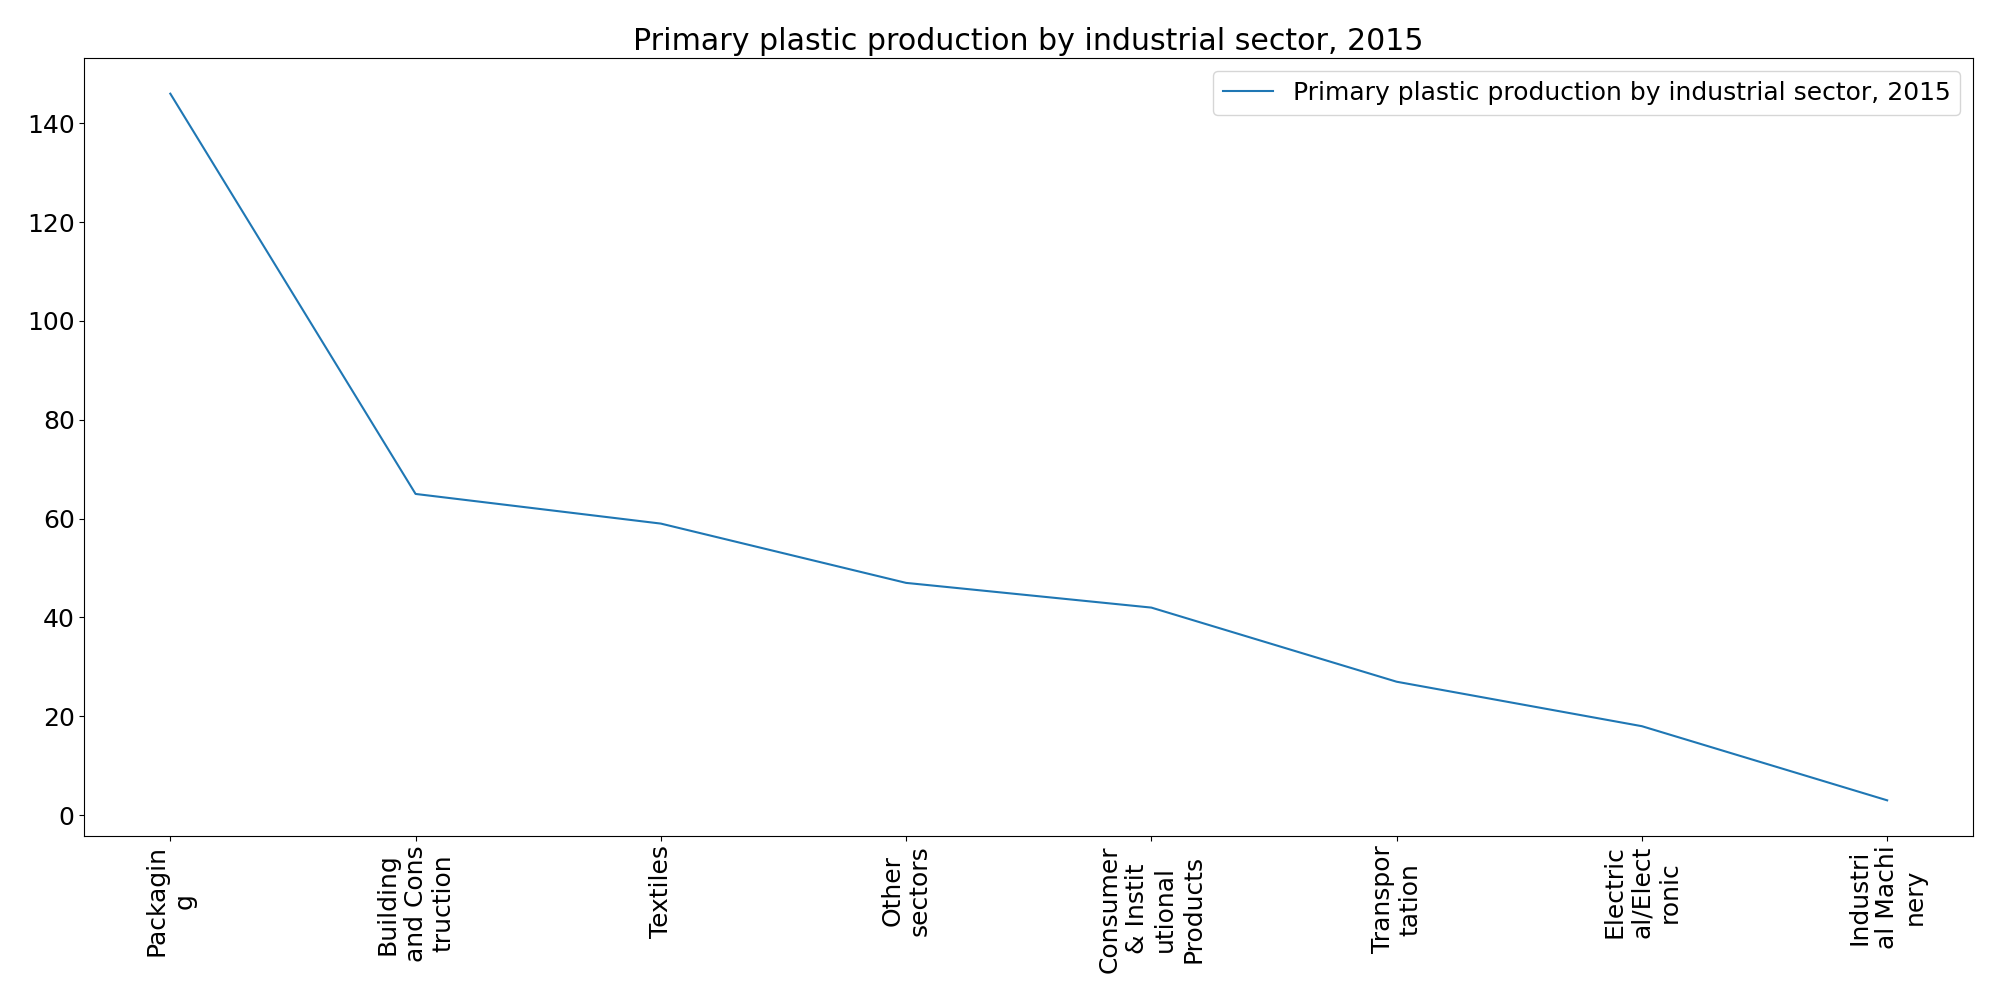 Primary plastic production by industrial sector, 2015
Primary plastic production by industrial sector, 2015
140
120
100
80
60
40
20
0
Packagin
g
Building
and Cons
truction
Textiles
Other
sectors
Consumer
& Instit
utional
Products
Transpor
tation
Electric
al/Elect
ronic
Industri
al Machi
nery